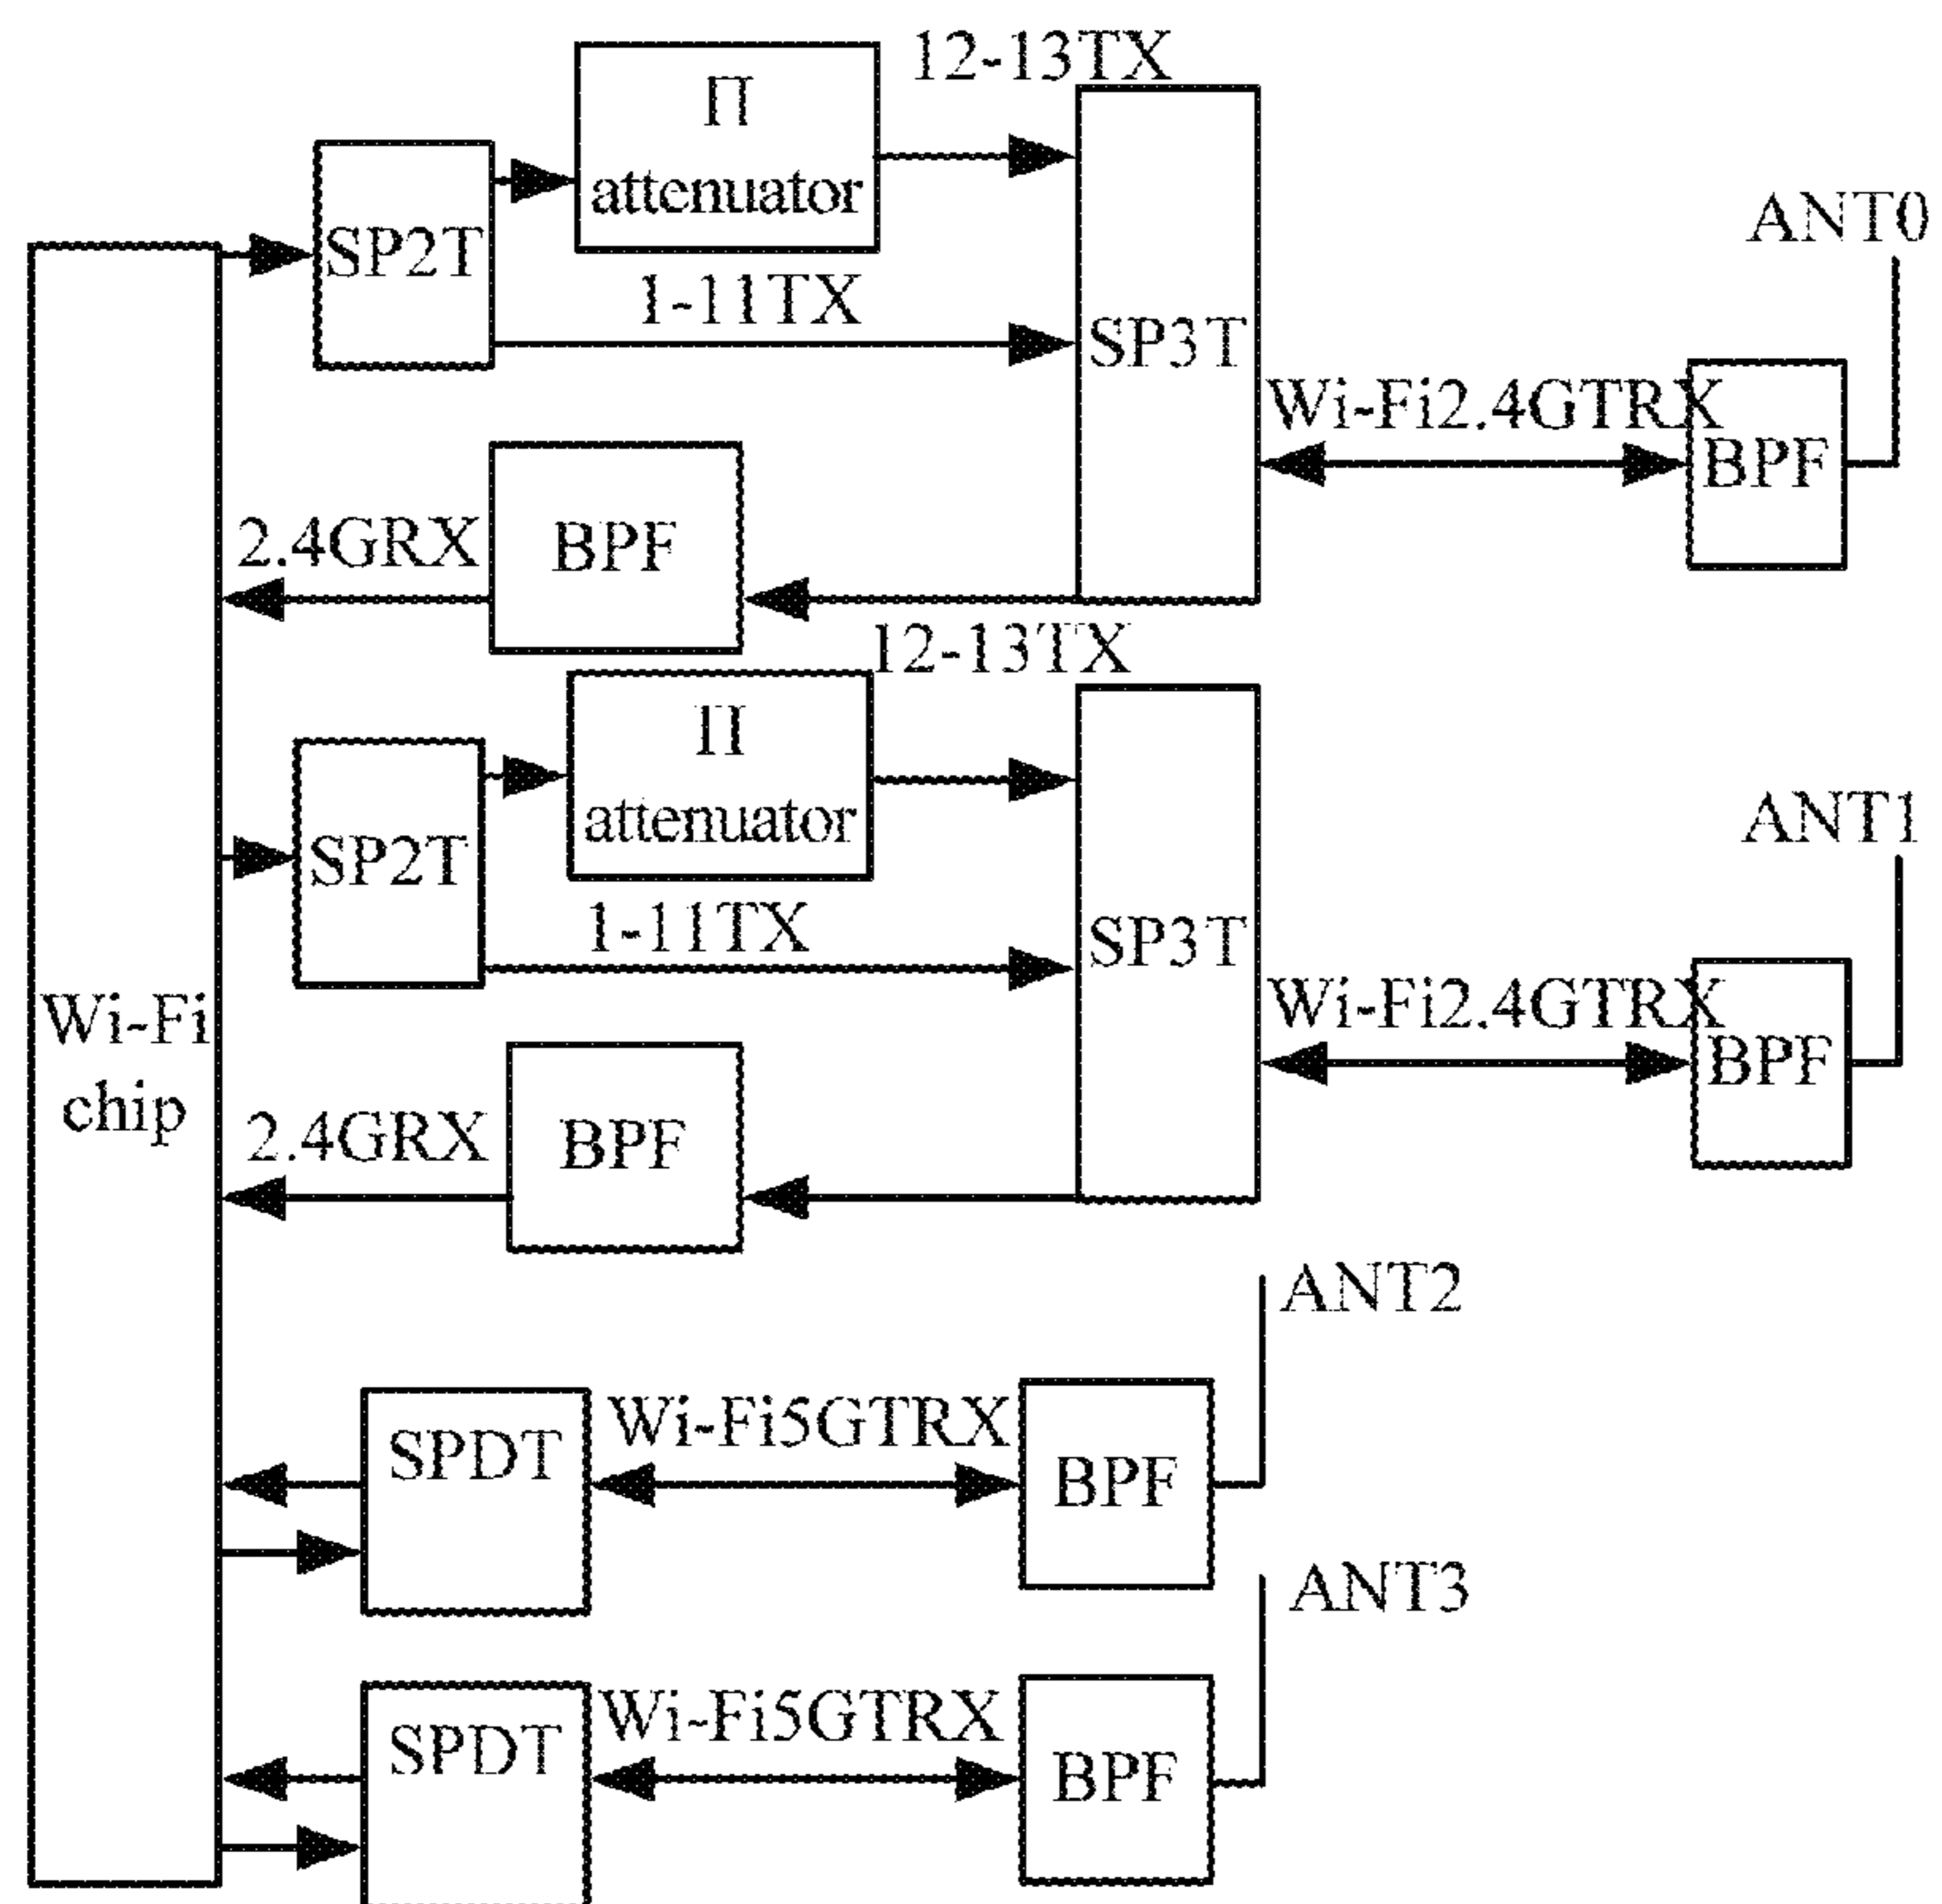 12-13TX
Π
attenuator
SP2T
ANT0
1-11TX
SP3T
Wi-Fi2.4GTRX
BPF
2.4GRX
BPF
12-13TX
Π
attenuator
SP2T
ANT1
1-11TX
SP3T
Wi-Fi2.4GTRX
BPF
Wi-Fi
chip
2.4GRX
BPF
ANT2
SPDT
Wi-Fi5GTRX
BPF
ANT3
SPDT
Wi-Fi5GTRX
BPF